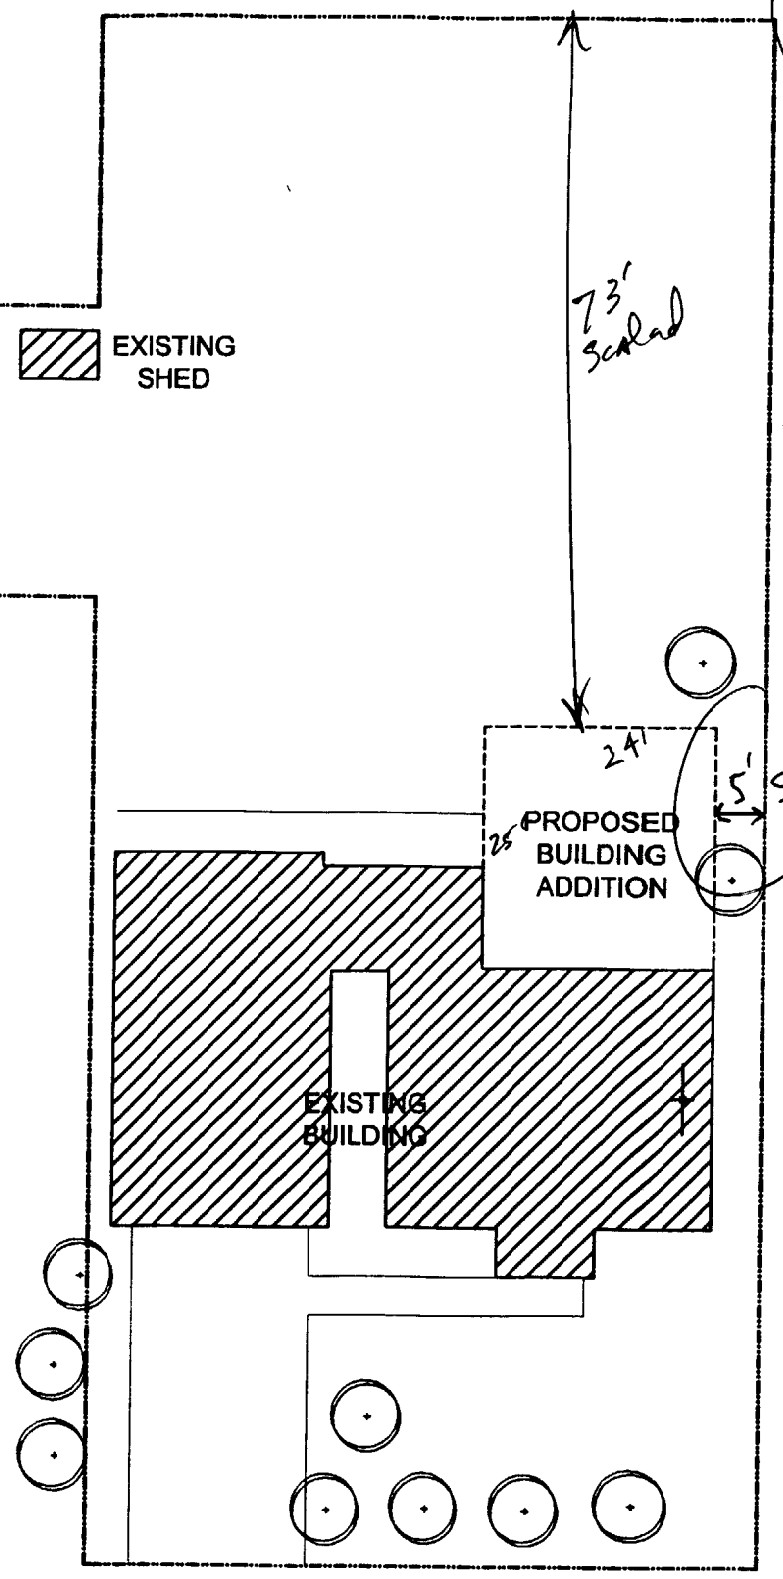 73'
scaled
EXISTING
SHED
24'
5' S
25'
PROPOSED
BUILDING
ADDITION
EXISTING
BUILDING